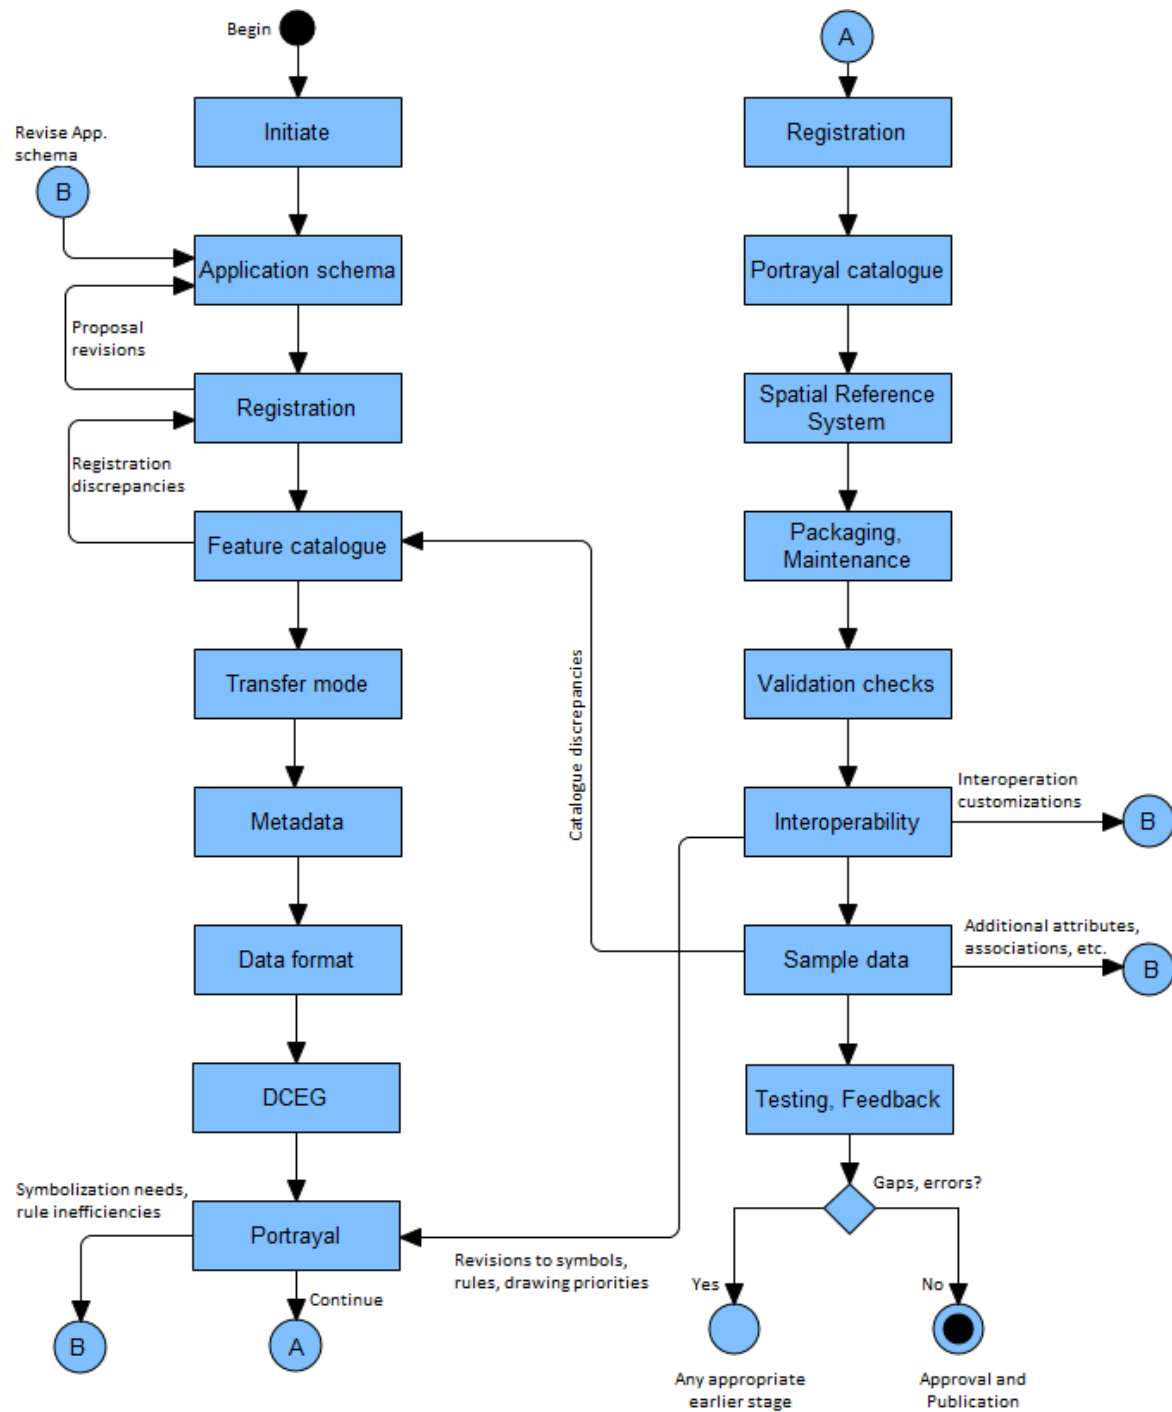 Begin
Initiate
Revise App.
schema
B
Application schema
Proposal
revisions
Registration
Registration
discrepancies
Feature catalogue
Transfer mode
Metadata
Data format
DCEG
Symbolization needs,
rule inefficiencies
Portrayal
Continue
B
A
Catalogue discrepancies
Revisions to symbols,
rules, drawing priorities
A
Registration
Portrayal catalogue
Spatial Reference
System
Packaging,
Maintenance
Validation checks
Interoperability
Interoperation
customizations
B
Sample data
Additional attributes,
associations, etc.
B
Testing, Feedback
Gaps, errors?
Yes
No
Any appropriate
earlier stage
Approval and
Publication